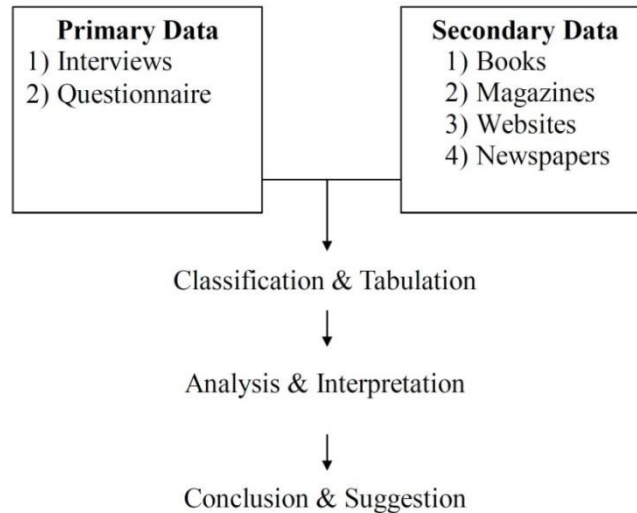 Primary Data
1) Interviews
2) Questionnaire
Secondary Data
1) Books
2) Magazines
3) Websites
4) Newspapers
Classification & Tabulation
Analysis & Interpretation
Conclusion & Suggestion